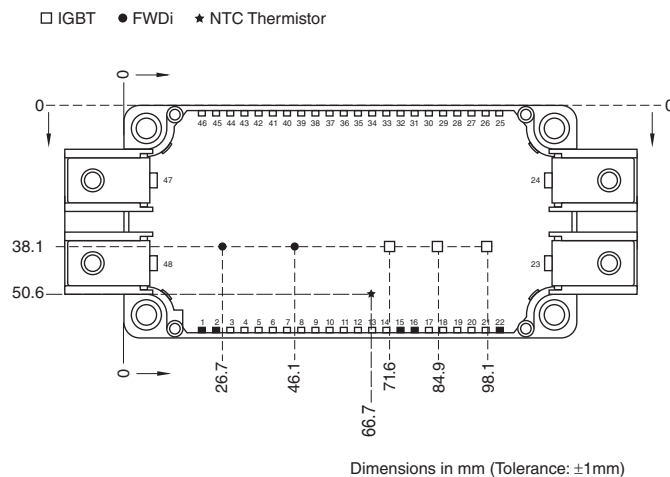 □ IGBT ● FWDi ★ NTC Thermistor
0
0 0
46 45 44 43 42 41 40 39 38 37 36 35 34 33 32 31 30 29 28 27 26 25
47 24
38.1
48 23
50.6
1 2 3 4 5 6 7 8 9 10 11 12 13 14 15 16 17 18 19 20 21 22
0
26.7 46.1 66.7 71.6 84.9 98.1
Dimensions in mm (Tolerance: ±1mm)